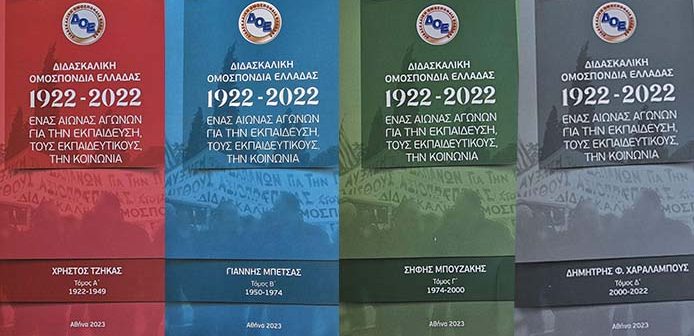 ΔΟΕ
ΔΙΔΑΣΚΑΛΙΚΗ
ΟΜΟΣΠΟΝΔΙΑ ΕΛΛΑΔΑΣ
1922 - 2022
ΕΝΑΣ ΑΙΩΝΑΣ ΑΓΩΝΩΝ
ΓΙΑ ΤΗΝ ΕΚΠΑΙΔΕΥΣΗ,
ΤΟΥΣ ΕΚΠΑΙΔΕΥΤΙΚΟΥΣ,
ΤΗΝ ΚΟΙΝΩΝΙΑ
ΧΡΗΣΤΟΣ ΤΖΗΚΑΣ
Τόμος Α΄
1922-1949
Αθήνα 2023
ΔΟΕ
ΔΙΔΑΣΚΑΛΙΚΗ
ΟΜΟΣΠΟΝΔΙΑ ΕΛΛΑΔΑΣ
1922 - 2022
ΕΝΑΣ ΑΙΩΝΑΣ ΑΓΩΝΩΝ
ΓΙΑ ΤΗΝ ΕΚΠΑΙΔΕΥΣΗ,
ΤΟΥΣ ΕΚΠΑΙΔΕΥΤΙΚΟΥΣ,
ΤΗΝ ΚΟΙΝΩΝΙΑ
ΓΙΑΝΝΗΣ ΜΠΕΤΣΑΣ
Τόμος Β΄
1950-1974
Αθήνα 2023
ΔΟΕ
ΔΙΔΑΣΚΑΛΙΚΗ
ΟΜΟΣΠΟΝΔΙΑ ΕΛΛΑΔΑΣ
1922 - 2022
ΕΝΑΣ ΑΙΩΝΑΣ ΑΓΩΝΩΝ
ΓΙΑ ΤΗΝ ΕΚΠΑΙΔΕΥΣΗ,
ΤΟΥΣ ΕΚΠΑΙΔΕΥΤΙΚΟΥΣ,
ΤΗΝ ΚΟΙΝΩΝΙΑ
ΣΗΦΗΣ ΜΠΟΥΖΑΚΗΣ
Τόμος Γ΄
1974-2000
Αθήνα 2023
ΔΟΕ
ΔΙΔΑΣΚΑΛΙΚΗ
ΟΜΟΣΠΟΝΔΙΑ ΕΛΛΑΔΑΣ
1922 - 2022
ΕΝΑΣ ΑΙΩΝΑΣ ΑΓΩΝΩΝ
ΓΙΑ ΤΗΝ ΕΚΠΑΙΔΕΥΣΗ,
ΤΟΥΣ ΕΚΠΑΙΔΕΥΤΙΚΟΥΣ,
ΤΗΝ ΚΟΙΝΩΝΙΑ
ΔΗΜΗΤΡΗΣ Φ. ΧΑΡΑΛΑΜΠΟΥΣ
Τόμος Δ΄
2000-2022
Αθήνα 2023